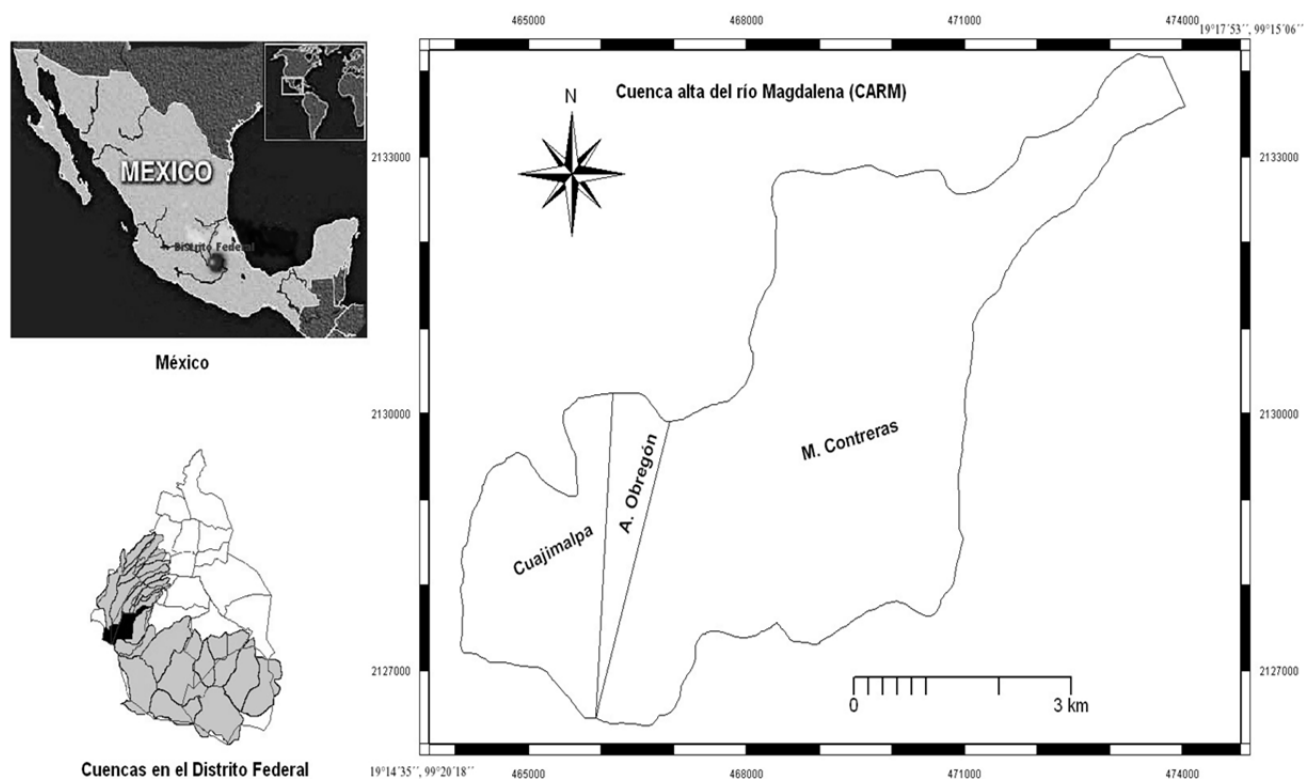 MEXICO
Distrito Federal
México
Cuencas en el Distrito Federal
465000
468000
471000
474000
19°17´53´´, 99°15´06´´
Cuenca alta del río Magdalena (CARM)
N
2133000
2133000
2130000
2130000
2127000
2127000
M. Contreras
A. Obregón
Cuajimalpa
0
3 km
19°14´35´´, 99°20´18´´
465000
468000
471000
474000